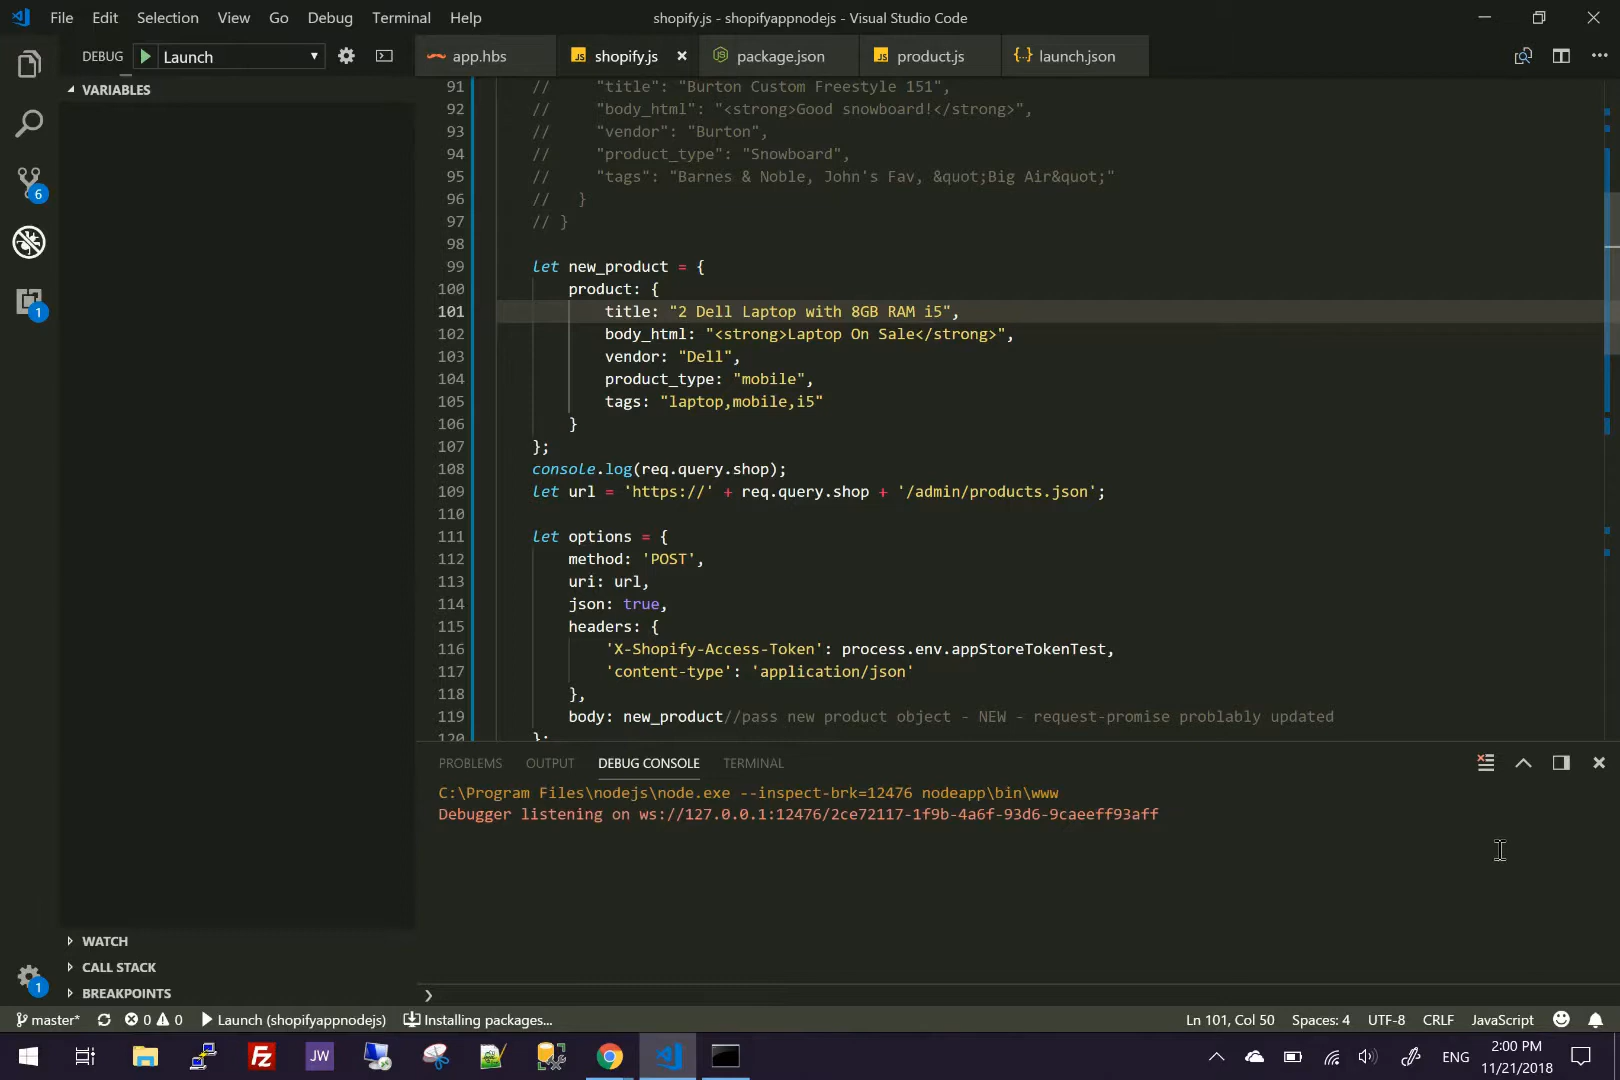 File Edit Selection View Go Debug Terminal Help
shopify.js - shopifyappnodejs - Visual Studio Code
DEBUG Launch
app.hbs
shopify.js
package.json
product.js
launch.json
VARIABLES
91 // "title": "Burton Custom Freestyle 151",
92 // "body_html": "<strong>Good snowboard!</strong>",
93 // "vendor": "Burton",
94 // "product_type": "Snowboard",
95 // "tags": "Barnes & Noble, John's Fav, &quot;Big Air&quot;"
96 // }
97 // }
98
99 let new_product = {
100 product: {
101 title: "2 Dell Laptop with 8GB RAM i5",
102 body_html: "<strong>Laptop On Sale</strong>",
103 vendor: "Dell",
104 product_type: "mobile",
105 tags: "laptop,mobile,i5"
106 }
107 };
108 console.log(req.query.shop);
109 let url = 'https://' + req.query.shop + '/admin/products.json';
110
111 let options = {
112 method: 'POST',
113 uri: url,
114 json: true,
115 headers: {
116 'X-Shopify-Access-Token': process.env.appStoreTokenTest,
117 'content-type': 'application/json'
118 },
119 body: new_product//pass new product object - NEW - request-promise problably updated
120 };
6
1
PROBLEMS OUTPUT DEBUG CONSOLE TERMINAL
C:\Program Files\nodejs\node.exe --inspect-brk=12476 nodeapp\bin\www
Debugger listening on ws://127.0.0.1:12476/2ce72117-1f9b-4a6f-93d6-9caeeff93aff
WATCH
CALL STACK
BREAKPOINTS
1
master* 0 0 Launch (shopifyappnodejs) Installing packages... Ln 101, Col 50 Spaces: 4 UTF-8 CRLF JavaScript
JW
ENG
2:00 PM
11/21/2018